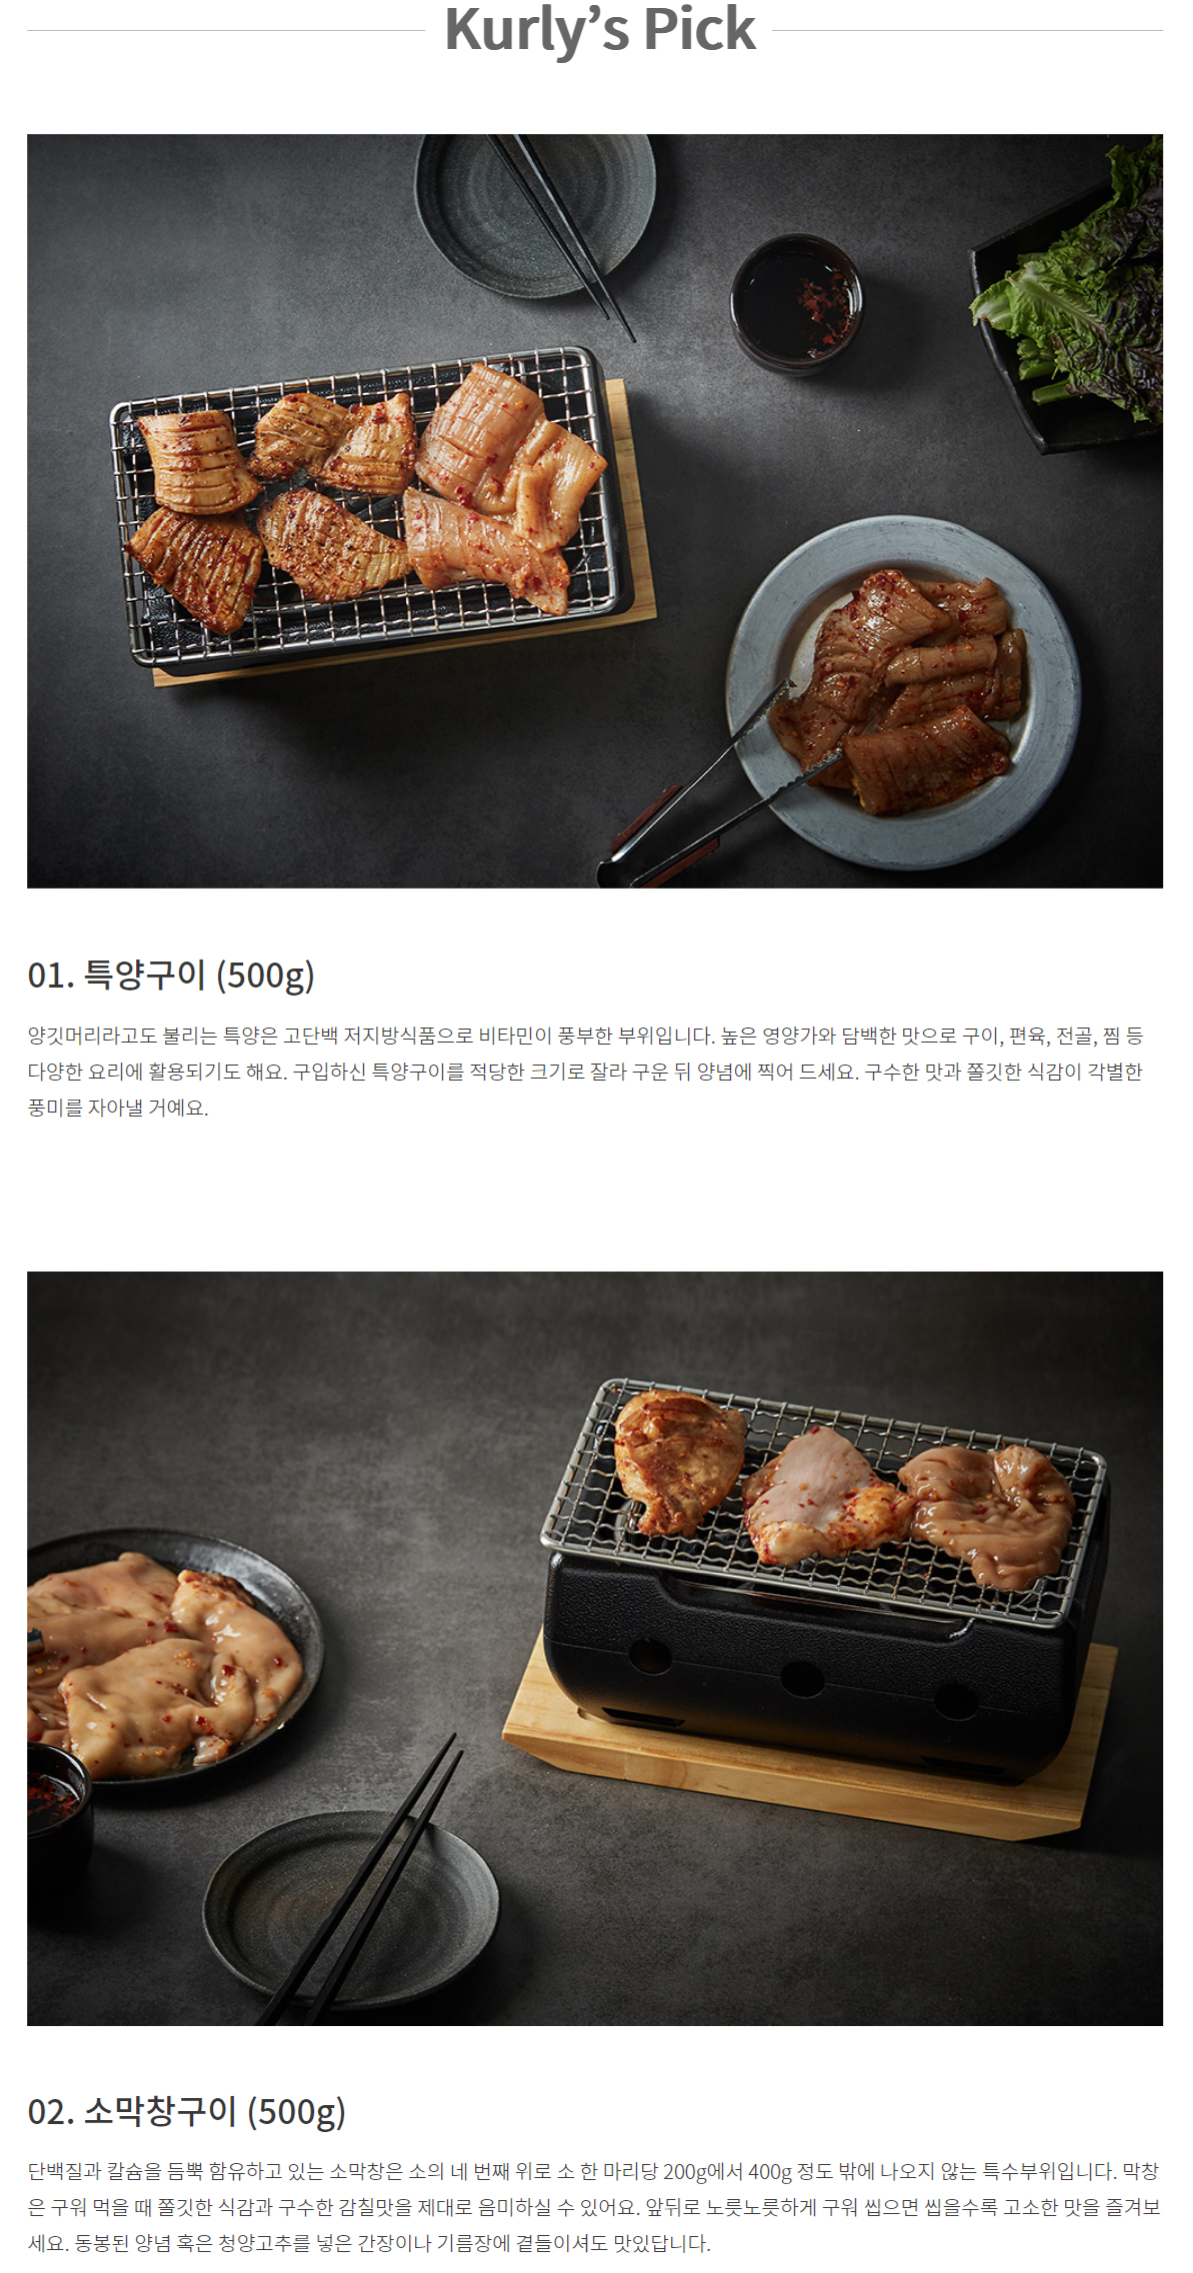 Kurly’s Pick
01. 특양구이 (500g)
양깃머리라고도 불리는 특양은 고단백 저지방식품으로 비타민이 풍부한 부위입니다. 높은 영양가와 담백한 맛으로 구이, 편육, 전골, 찜 등
다양한 요리에 활용되기도 해요. 구입하신 특양구이를 적당한 크기로 잘라 구운 뒤 양념에 찍어 드세요. 구수한 맛과 쫄깃한 식감이 각별한
풍미를 자아낼 거예요.
02. 소막창구이 (500g)
단백질과 칼슘을 듬뿍 함유하고 있는 소막창은 소의 네 번째 위로 소 한 마리당 200g에서 400g 정도 밖에 나오지 않는 특수부위입니다. 막창
은 구워 먹을 때 쫄깃한 식감과 구수한 감칠맛을 제대로 음미하실 수 있어요. 앞뒤로 노릇노릇하게 구워 씹으면 씹을수록 고소한 맛을 즐겨보
세요. 동봉된 양념 혹은 청양고추를 넣은 간장이나 기름장에 곁들이셔도 맛있답니다.